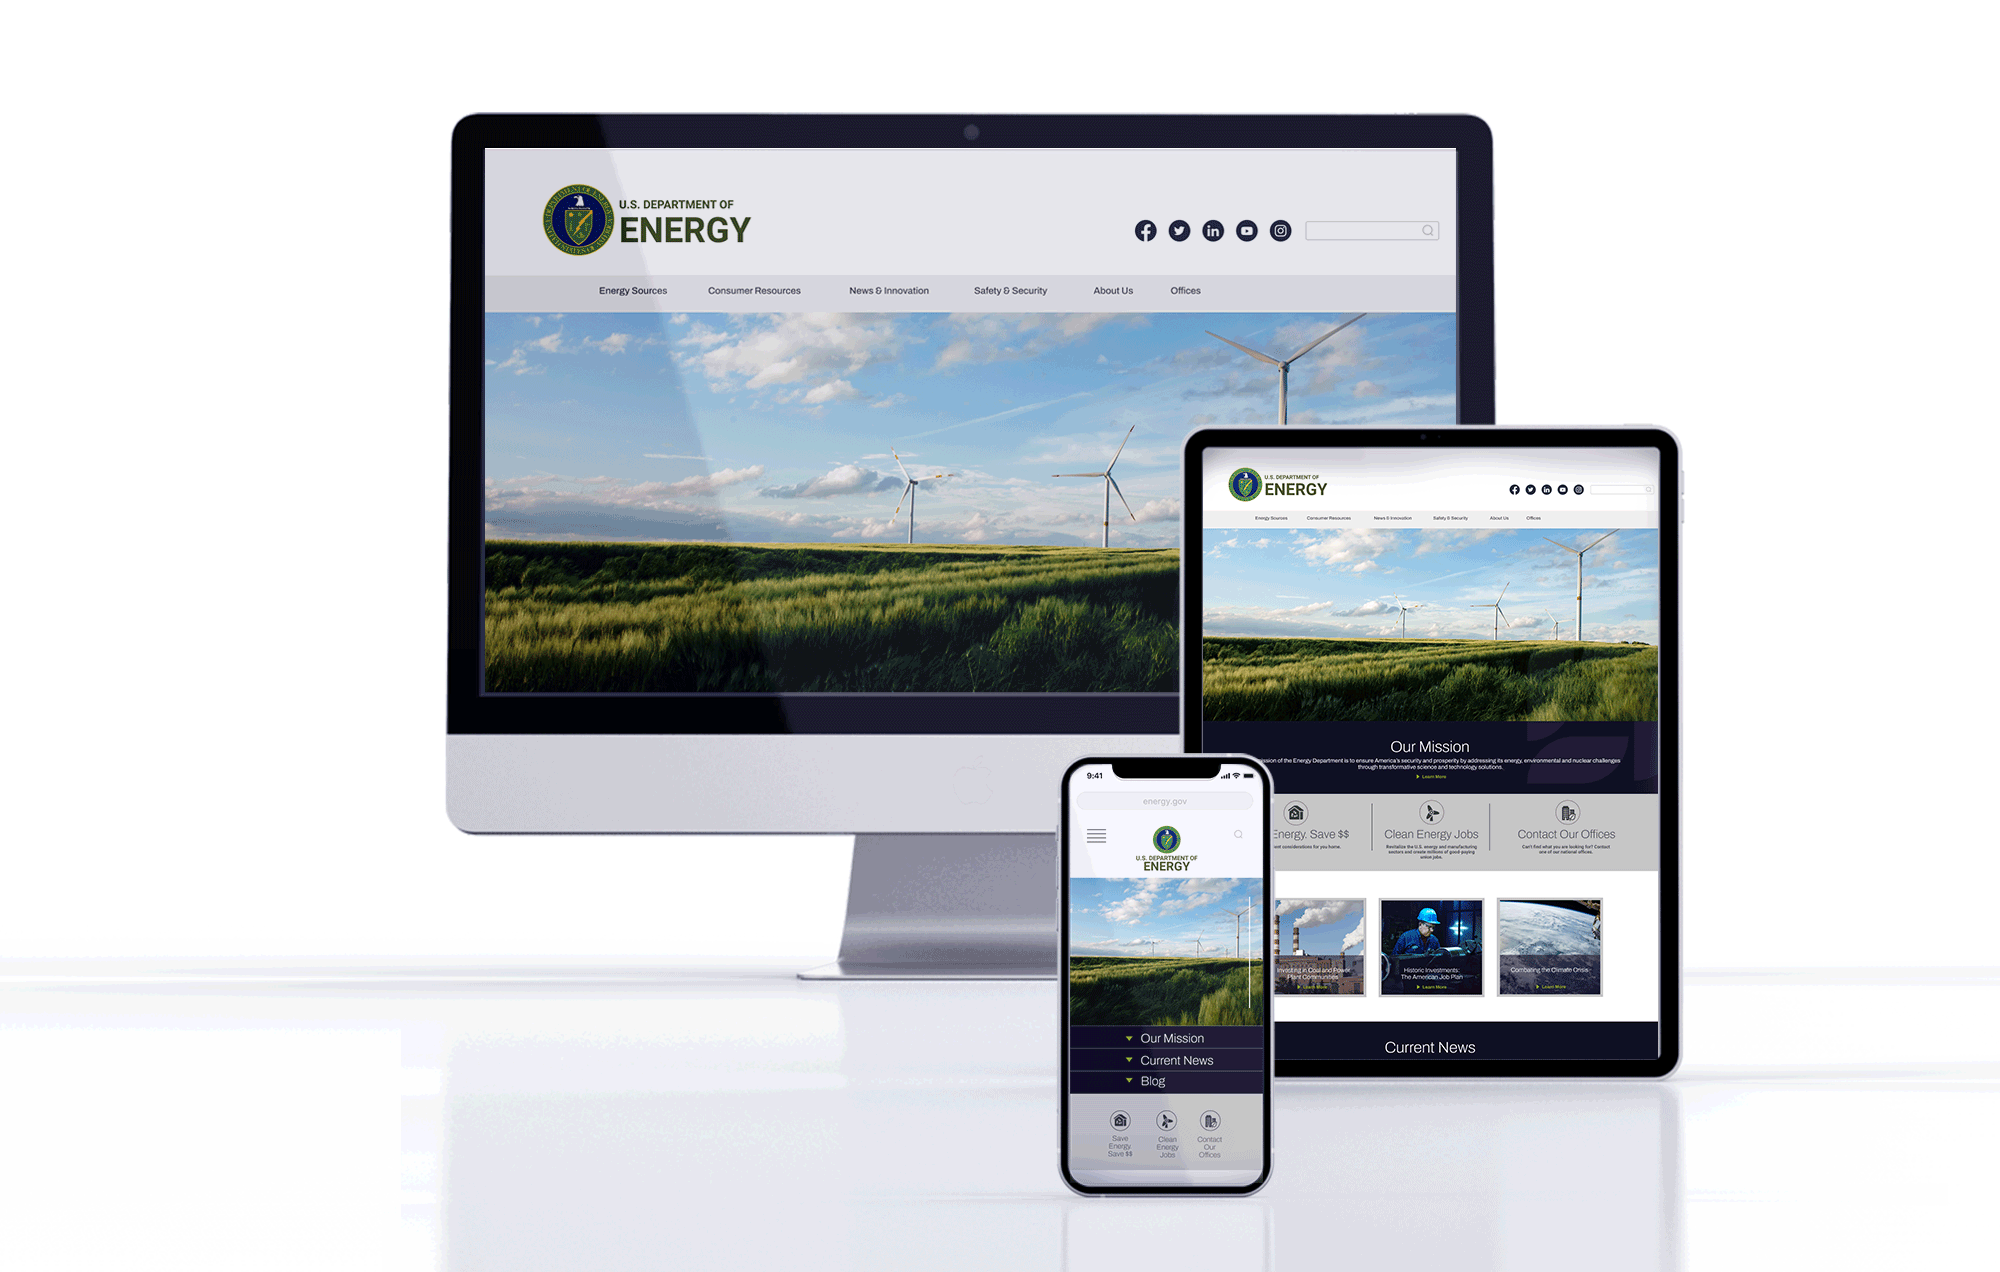 U.S. DEPARTMENT OF
ENERGY
Energy Sources Consumer Resources News & Innovation Safety & Security About Us Offices
U.S. DEPARTMENT OF
ENERGY
Energy Sources Consumer Resources News & Innovation Safety & Security About Us Offices
Our Mission
of the Energy Department is to ensure America's security and prosperity by addressing its energy, environmental and nuclear challenges
through transformative science and technology solutions.
Learn More
Energy. Save $$
considerations for you home.
Clean Energy Jobs
Revitalize the U.S. energy and manufacturing
sectors and create millions of good-paying
union jobs.
Contact Our Offices
Can't find what you are looking for? Contact
one of our national offices.
Investing in Coal and Power
Plant Communities
Learn More
Historic Investments:
The American Job Plan
Learn More
Combating the Climate Crisis
Learn More
Current News
9:41
energy.gov
U.S. DEPARTMENT OF
ENERGY
Our Mission
Current News
Blog
Save
Energy.
Save $$
Clean
Energy
Jobs
Contact
Our
Offices